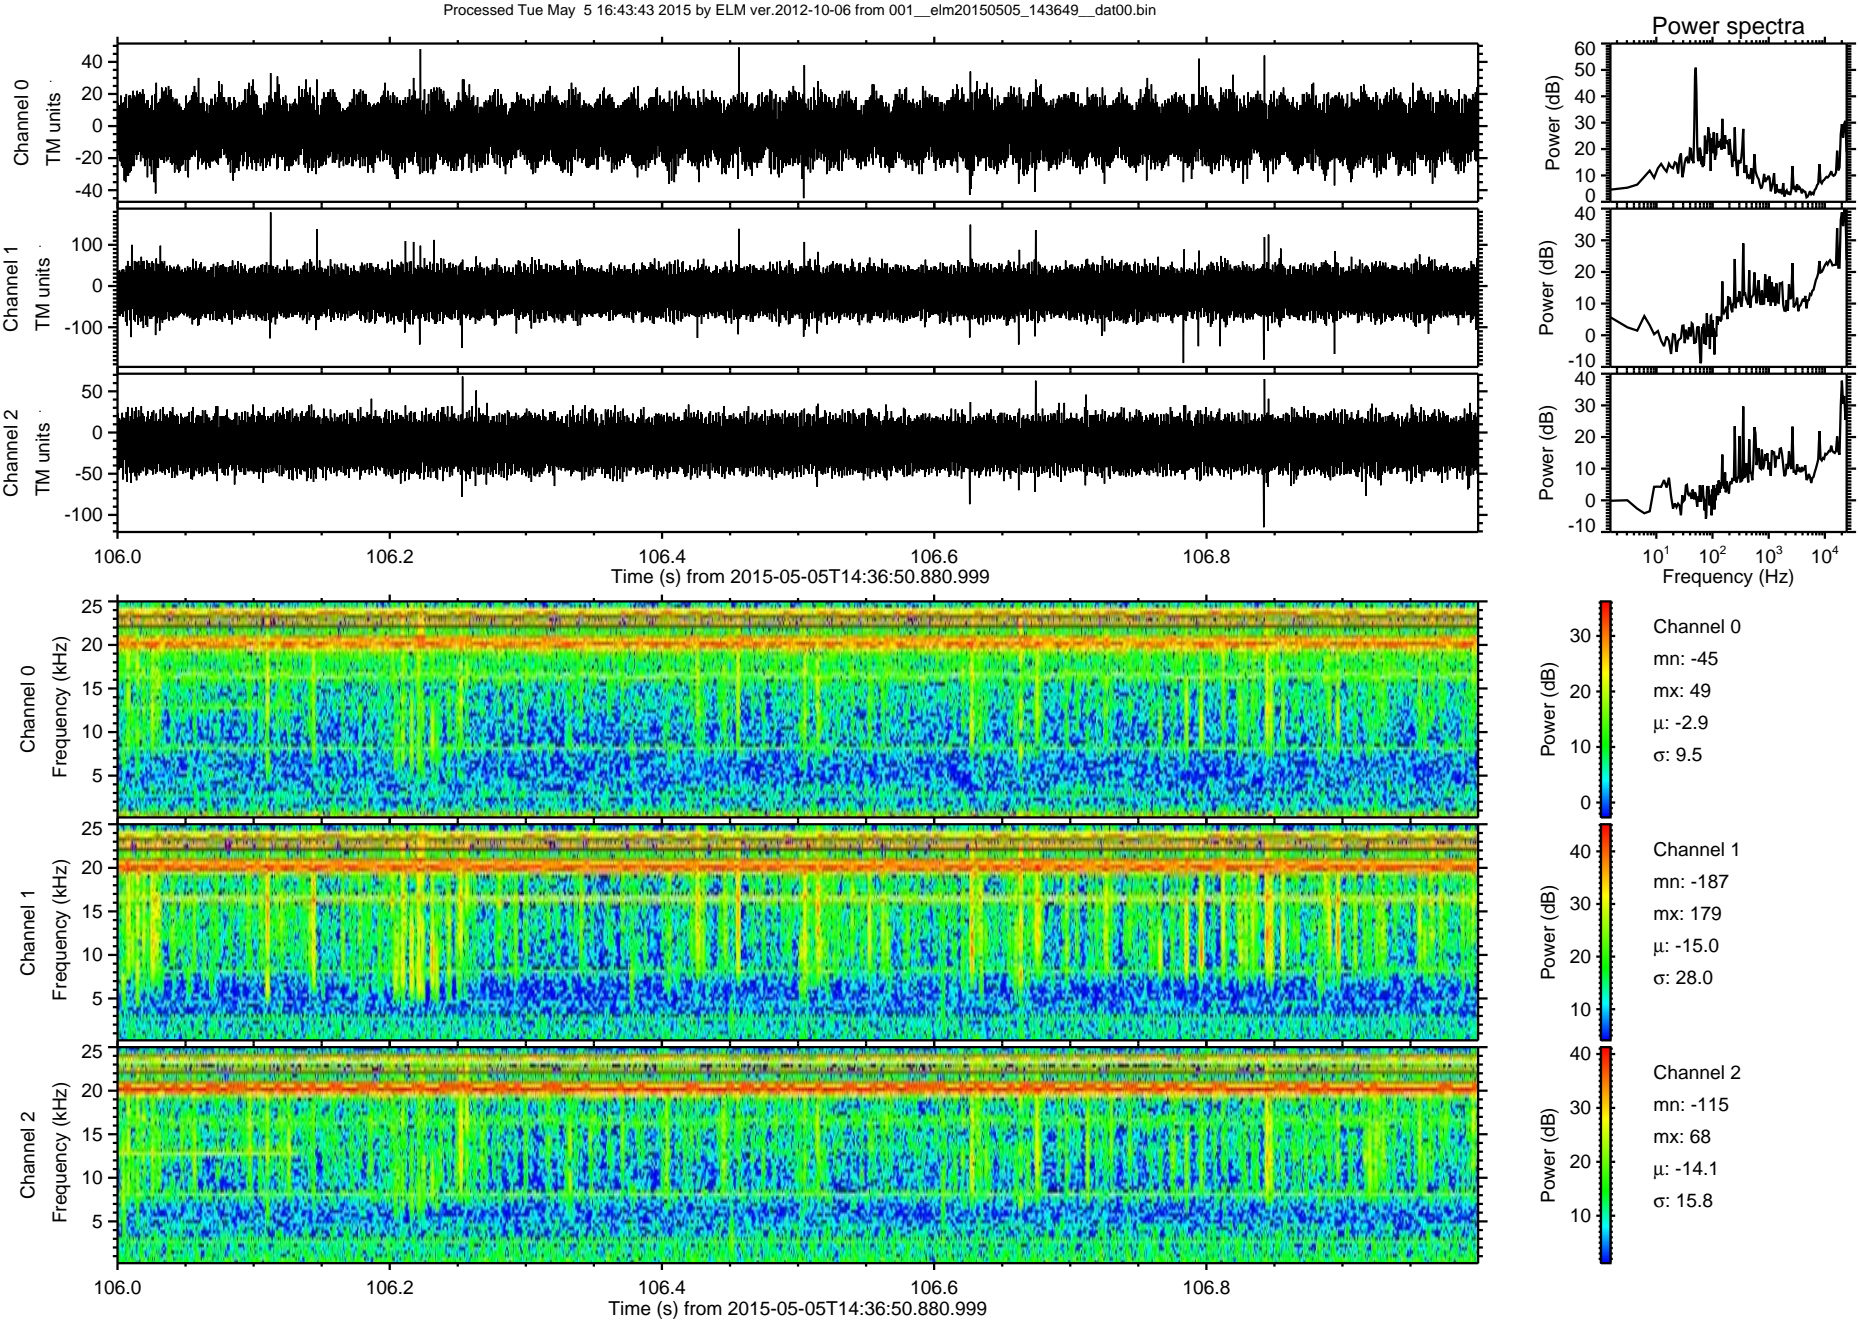 Processed Tue May  5 16:43:43 2015 by ELM ver.2012-10-06 from 001__elm20150505_143649__dat00.bin
Power spectra
Channel 0
TM units
40
20
0
-20
-40
Power (dB)
60
50
40
30
20
10
0
Channel 1
TM units
100
0
-100
Power (dB)
40
30
20
10
0
-10
Channel 2
TM units
50
0
-50
-100
Power (dB)
40
30
20
10
0
-10
106.0 106.2 106.4 106.6 106.8
Time (s) from 2015-05-05T14:36:50.880.999
10^1 10^2 10^3 10^4
Frequency (Hz)
Channel 0
Frequency (kHz)
25
20
15
10
5
Power (dB)
30
20
10
0
Channel 0
mn: -45
mx: 49
μ: -2.9
σ: 9.5
Channel 1
Frequency (kHz)
25
20
15
10
5
Power (dB)
40
30
20
10
Channel 1
mn: -187
mx: 179
μ: -15.0
σ: 28.0
Channel 2
Frequency (kHz)
25
20
15
10
5
Power (dB)
40
30
20
10
Channel 2
mn: -115
mx: 68
μ: -14.1
σ: 15.8
106.0 106.2 106.4 106.6 106.8
Time (s) from 2015-05-05T14:36:50.880.999